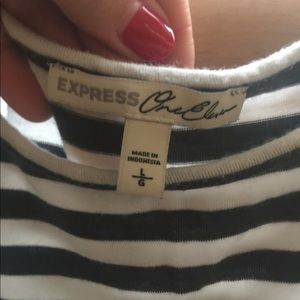 EXPRESS One Eleven
MADE IN
INDONESIA
L
G